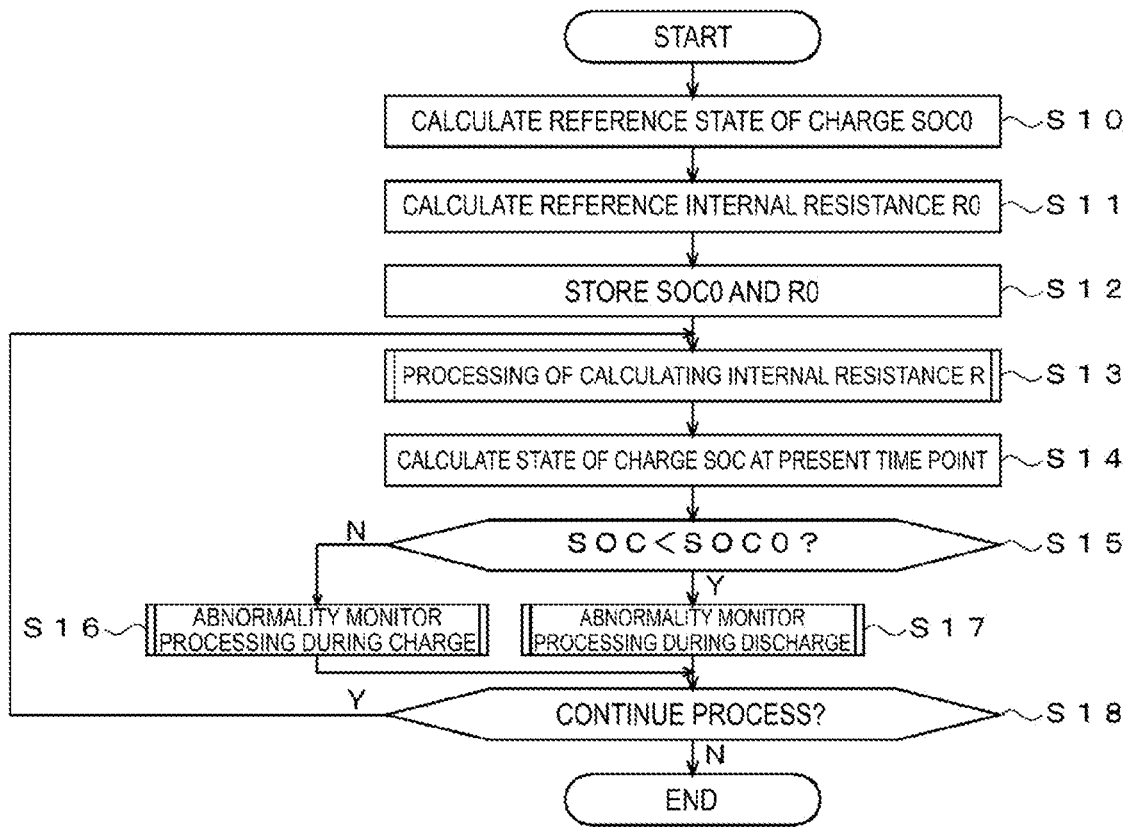 START
CALCULATE REFERENCE STATE OF CHARGE SOC0
S10
CALCULATE REFERENCE INTERNAL RESISTANCE R0
S11
STORE SOC0 AND R0
S12
PROCESSING OF CALCULATING INTERNAL RESISTANCE R
S13
CALCULATE STATE OF CHARGE SOC AT PRESENT TIME POINT
S14
N
SOC<SOC0?
S15
Y
S16
ABNORMALITY MONITOR
PROCESSING DURING CHARGE
ABNORMALITY MONITOR
PROCESSING DURING DISCHARGE
S17
Y
CONTINUE PROCESS?
S18
N
END